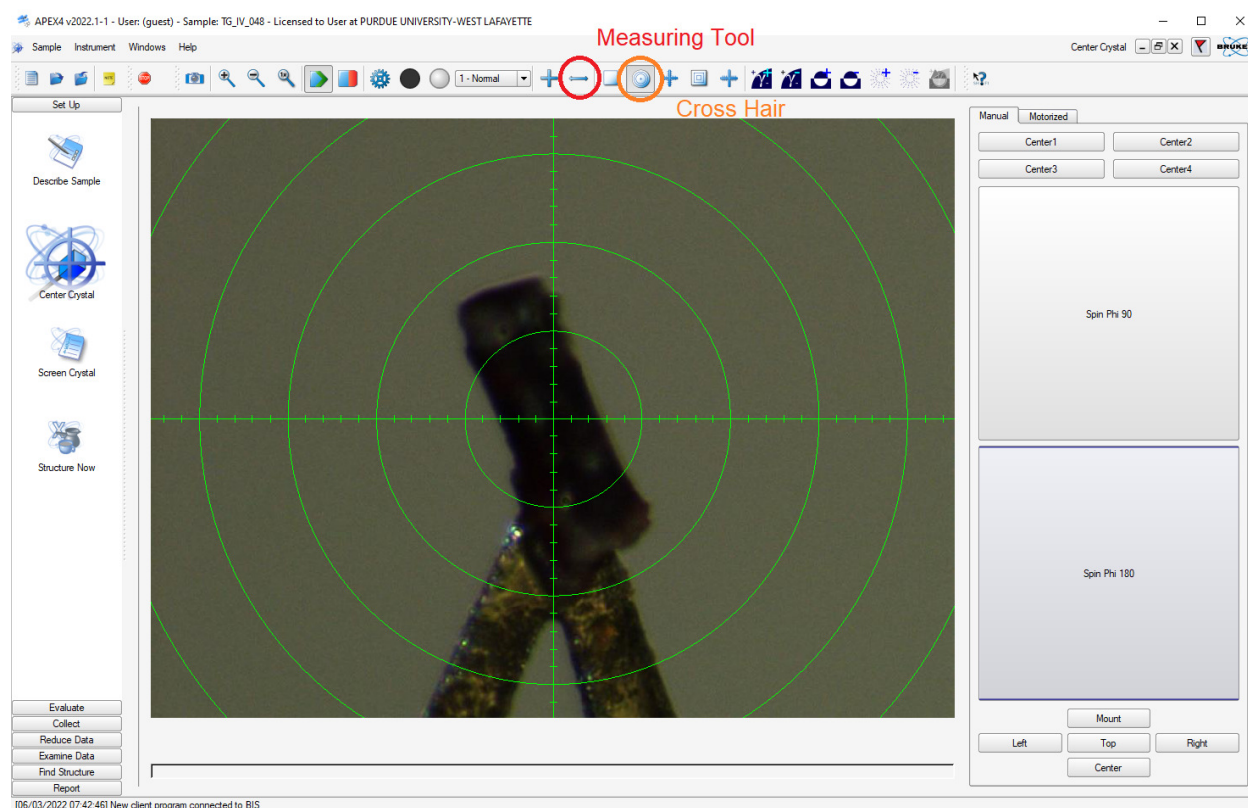 APEX4 v2022.1-1 - User: (guest) - Sample: TG_IV_048 - Licensed to User at PURDUE UNIVERSITY-WEST LAFAYETTE
Sample Instrument Windows Help
Center Crystal
BRUKER
Measuring Tool
1 - Normal
Cross Hair
Set Up
Describe Sample
Center Crystal
Screen Crystal
Structure Now
Evaluate
Collect
Reduce Data
Examine Data
Find Structure
Report
Manual Motorized
Center1 Center2
Center3 Center4
Spin Phi 90
Spin Phi 180
Mount
Left Top Right
Center
[06/03/2022 07:42:46] New client program connected to BIS